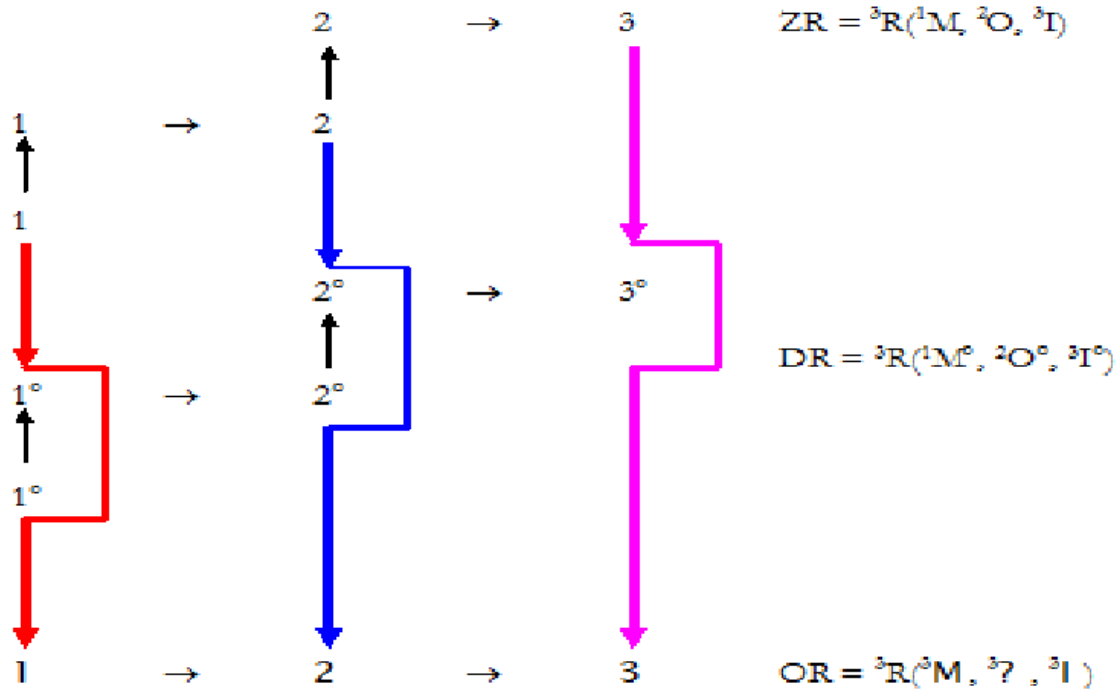 2 → 3 ZR = ³R(¹M, ²O, ³I)
1 → 2
1
2° → 3°
DR = ³R(¹M°, ²O°, ³I°)
1° → 2°
1°
1 → 2 → 3 OR = ³R(³M, ³?, ³I)